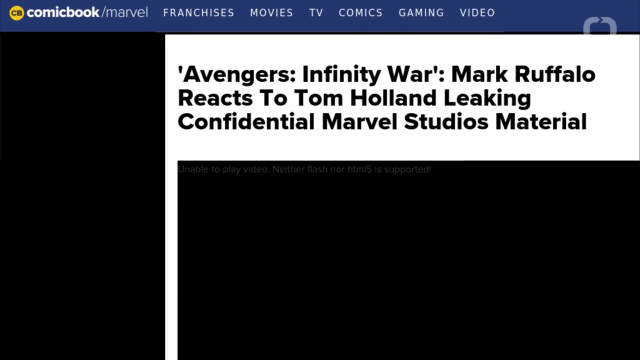 CB comicbook/marvel FRANCHISES MOVIES TV COMICS GAMING VIDEO
'Avengers: Infinity War': Mark Ruffalo
Reacts To Tom Holland Leaking
Confidential Marvel Studios Material
Unable to play video. Neither flash nor html5 is supported!